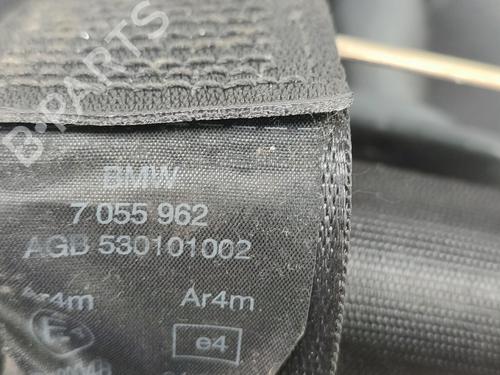 B-PARTS
BMW
7 055 962
AGB 530101002
Ar4m Ar4m
e4